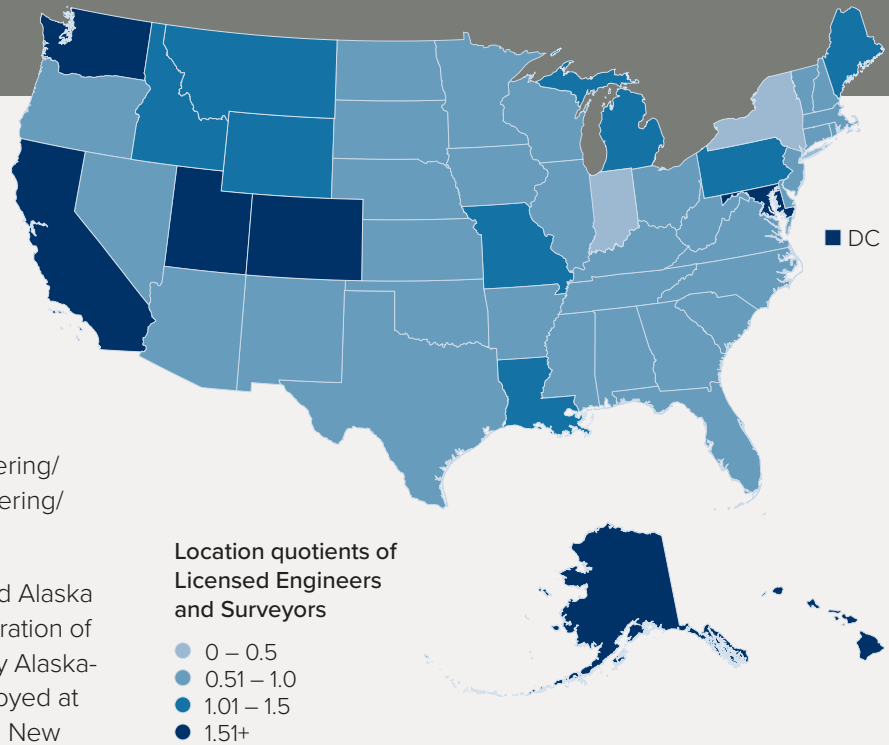 DC
ering/
ering/
d Alaska
ration of
y Alaska-
oyed at
New
Location quotients of
Licensed Engineers
and Surveyors
0 – 0.5
0.51 – 1.0
1.01 – 1.5
1.51+